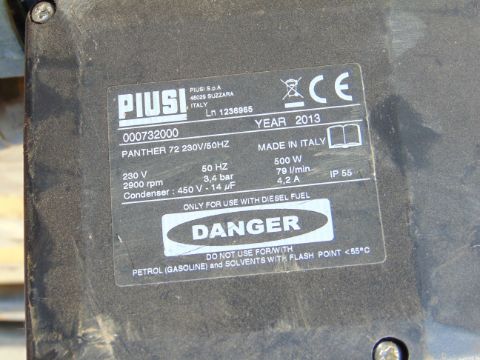 PIUSI
PIUSI S.p.A
46029 SUZZARA
ITALY
Ln 1236965
CE
000732000 YEAR 2013
PANTHER 72 230V/50HZ MADE IN ITALY
230 V 50 HZ 500 W
2900 rpm 3,4 bar 79 l/min
Condenser : 450 V - 14 µF 4,2 A IP 55
ONLY FOR USE WITH DIESEL FUEL
DANGER
DO NOT USE FOR/WITH
PETROL (GASOLINE) and SOLVENTS WITH FLASH POINT <55°C